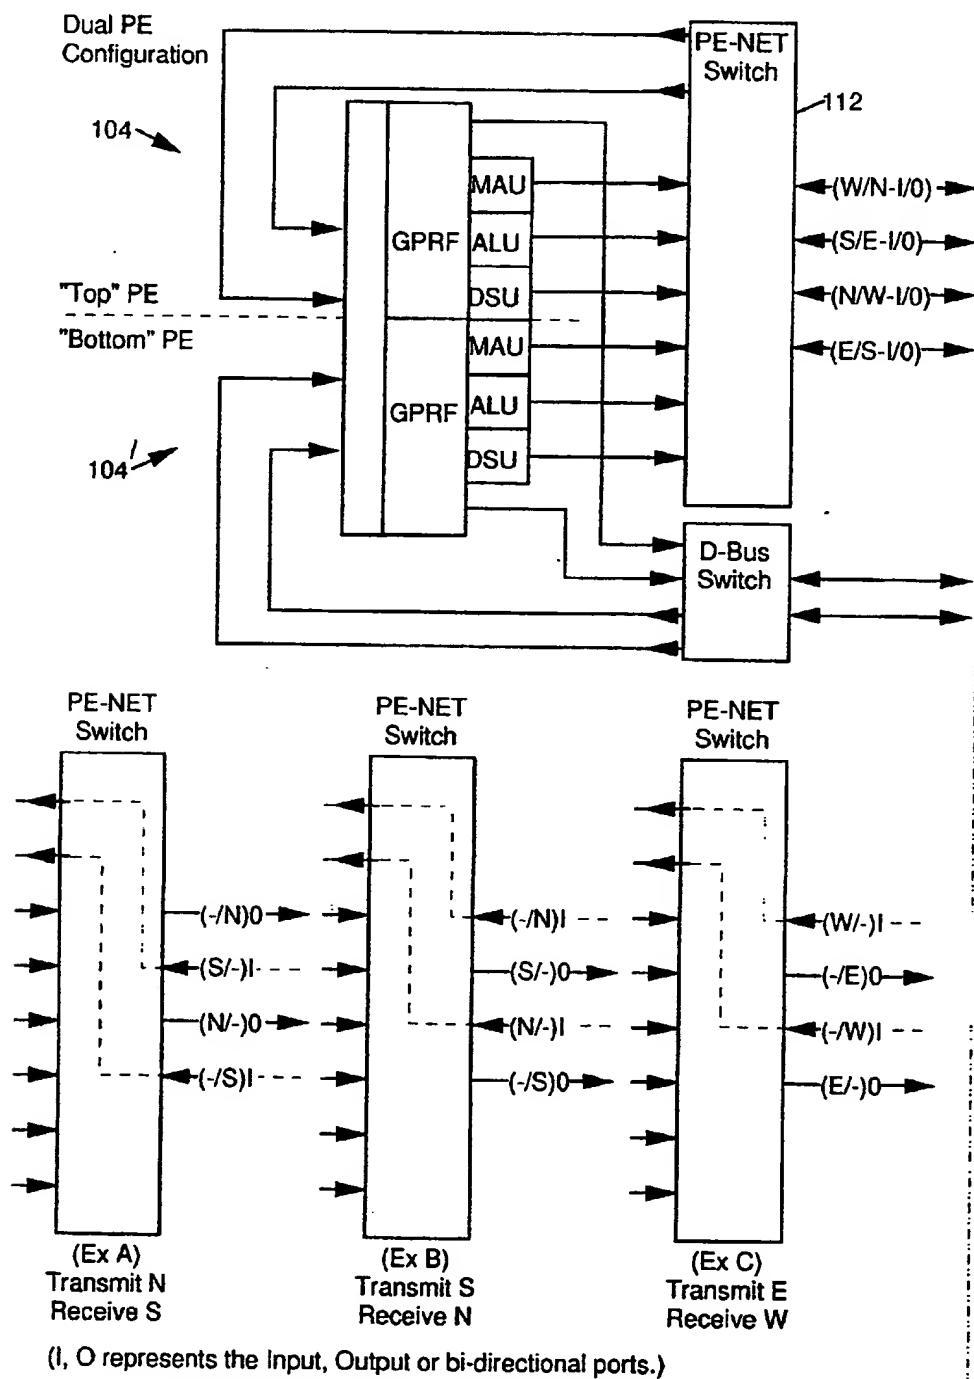 Dual PE
Configuration
PE-NET
Switch
112
104
MAU
(W/N-I/0)
GPRF
ALU
(S/E-I/0)
"Top" PE
DSU
(N/W-I/0)
"Bottom" PE
MAU
(E/S-I/0)
GPRF
ALU
104'
DSU
D-Bus
Switch
PE-NET
Switch
PE-NET
Switch
PE-NET
Switch
(-/N)0
(S/-)I
(N/-)0
(-/S)I
(-/N)I
(S/-)0
(N/-)I
(-/S)0
(W/-)I
(-/E)0
(-/W)I
(E/-)0
(Ex A)
Transmit N
Receive S
(Ex B)
Transmit S
Receive N
(Ex C)
Transmit E
Receive W
(I, O represents the Input, Output or bi-directional ports.)